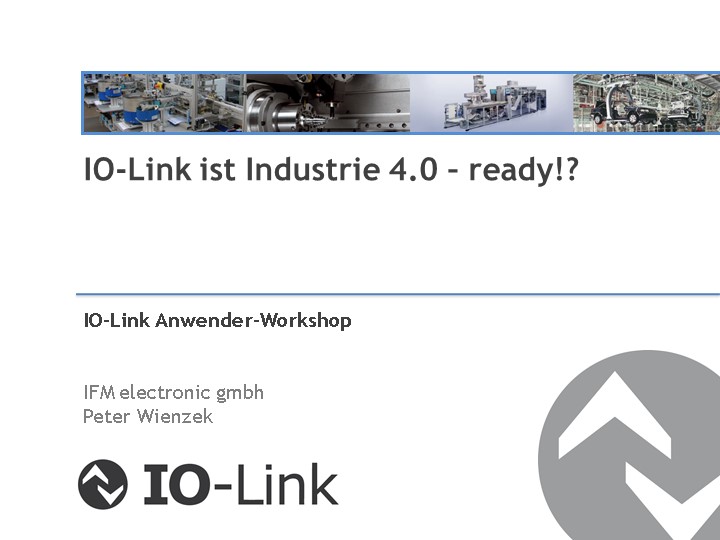 IO-Link ist Industrie 4.0 – ready!?
IO-Link Anwender-Workshop
IFM electronic gmbh
Peter Wienzek
IO-Link